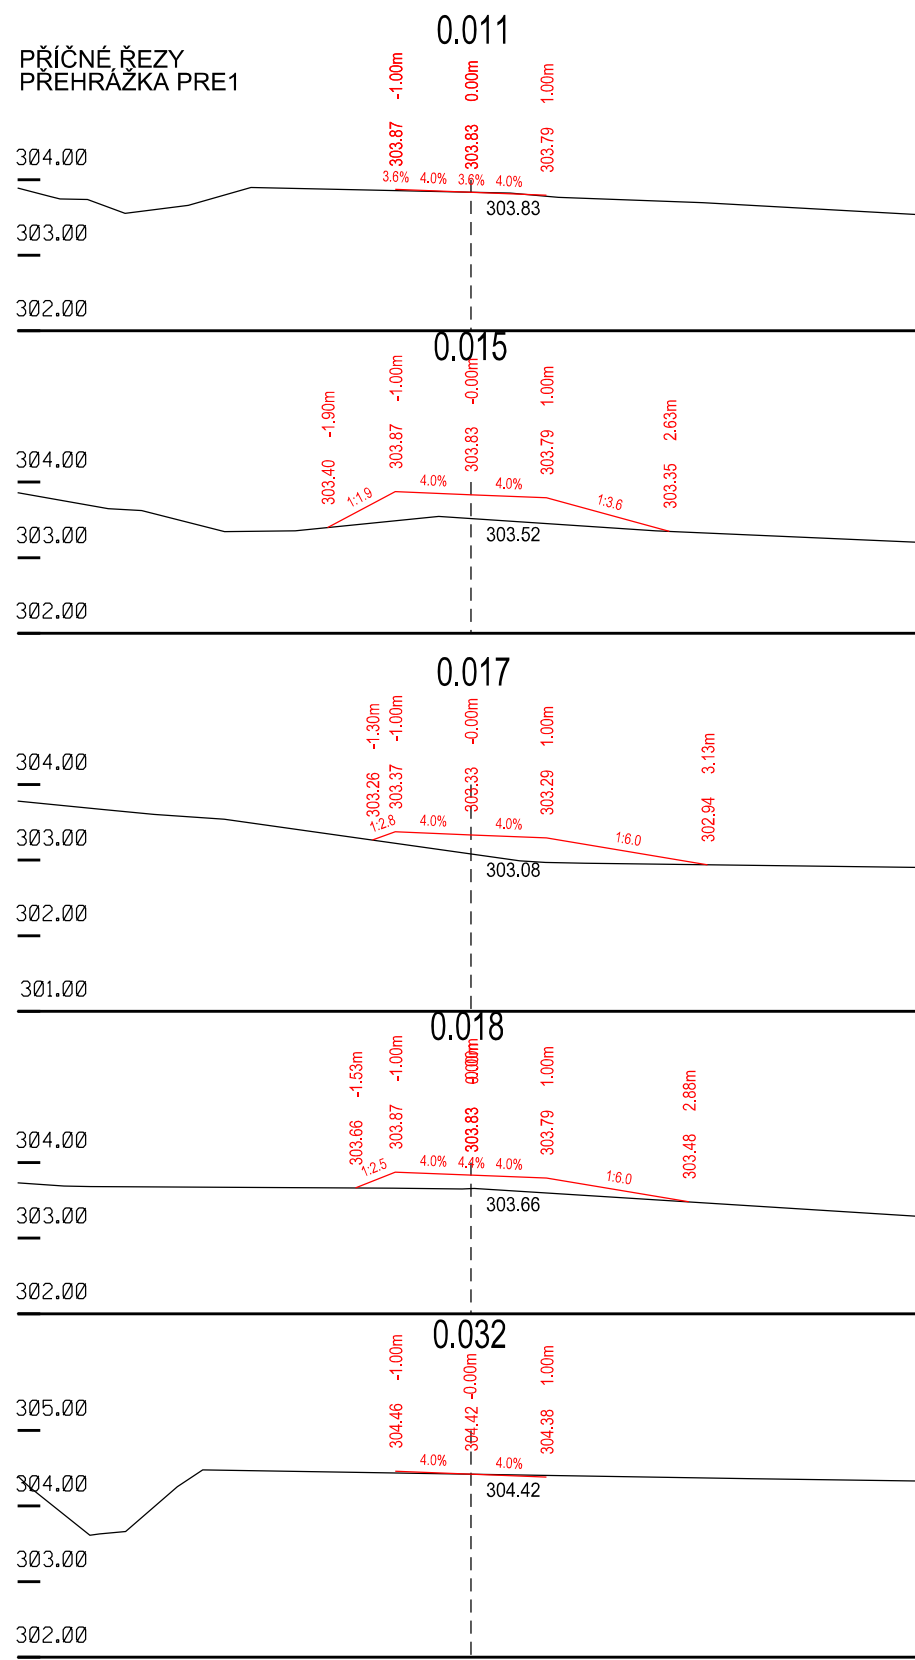 0.011
PŘÍČNÉ ŘEZY
PŘEHRÁŽKA PRE1
303.87 -1.00m
303.83 0.00m
303.79 1.00m
304.00
3.6% 4.0% 3.6% 4.0%
303.83
303.00
302.00
0.015
303.40 -1.90m
303.87 -1.00m
303.83 -0.00m
303.79 1.00m
303.35 2.63m
304.00
1:1.9 4.0% 4.0% 1:3.6
303.52
303.00
302.00
0.017
303.26 -1.30m
303.37 -1.00m
303.33 -0.00m
303.29 1.00m
302.94 3.13m
304.00
1:2.8 4.0% 4.0% 1:6.0
303.00
303.08
302.00
301.00
0.018
303.66 -1.53m
303.87 -1.00m
303.83
303.79 1.00m
303.48 2.88m
304.00
1:2.5 4.0% 4.4% 4.0% 1:6.0
303.66
303.00
302.00
0.032
304.46 -1.00m
304.42 -0.00m
304.38 1.00m
305.00
4.0% 4.0%
304.00
304.42
303.00
302.00